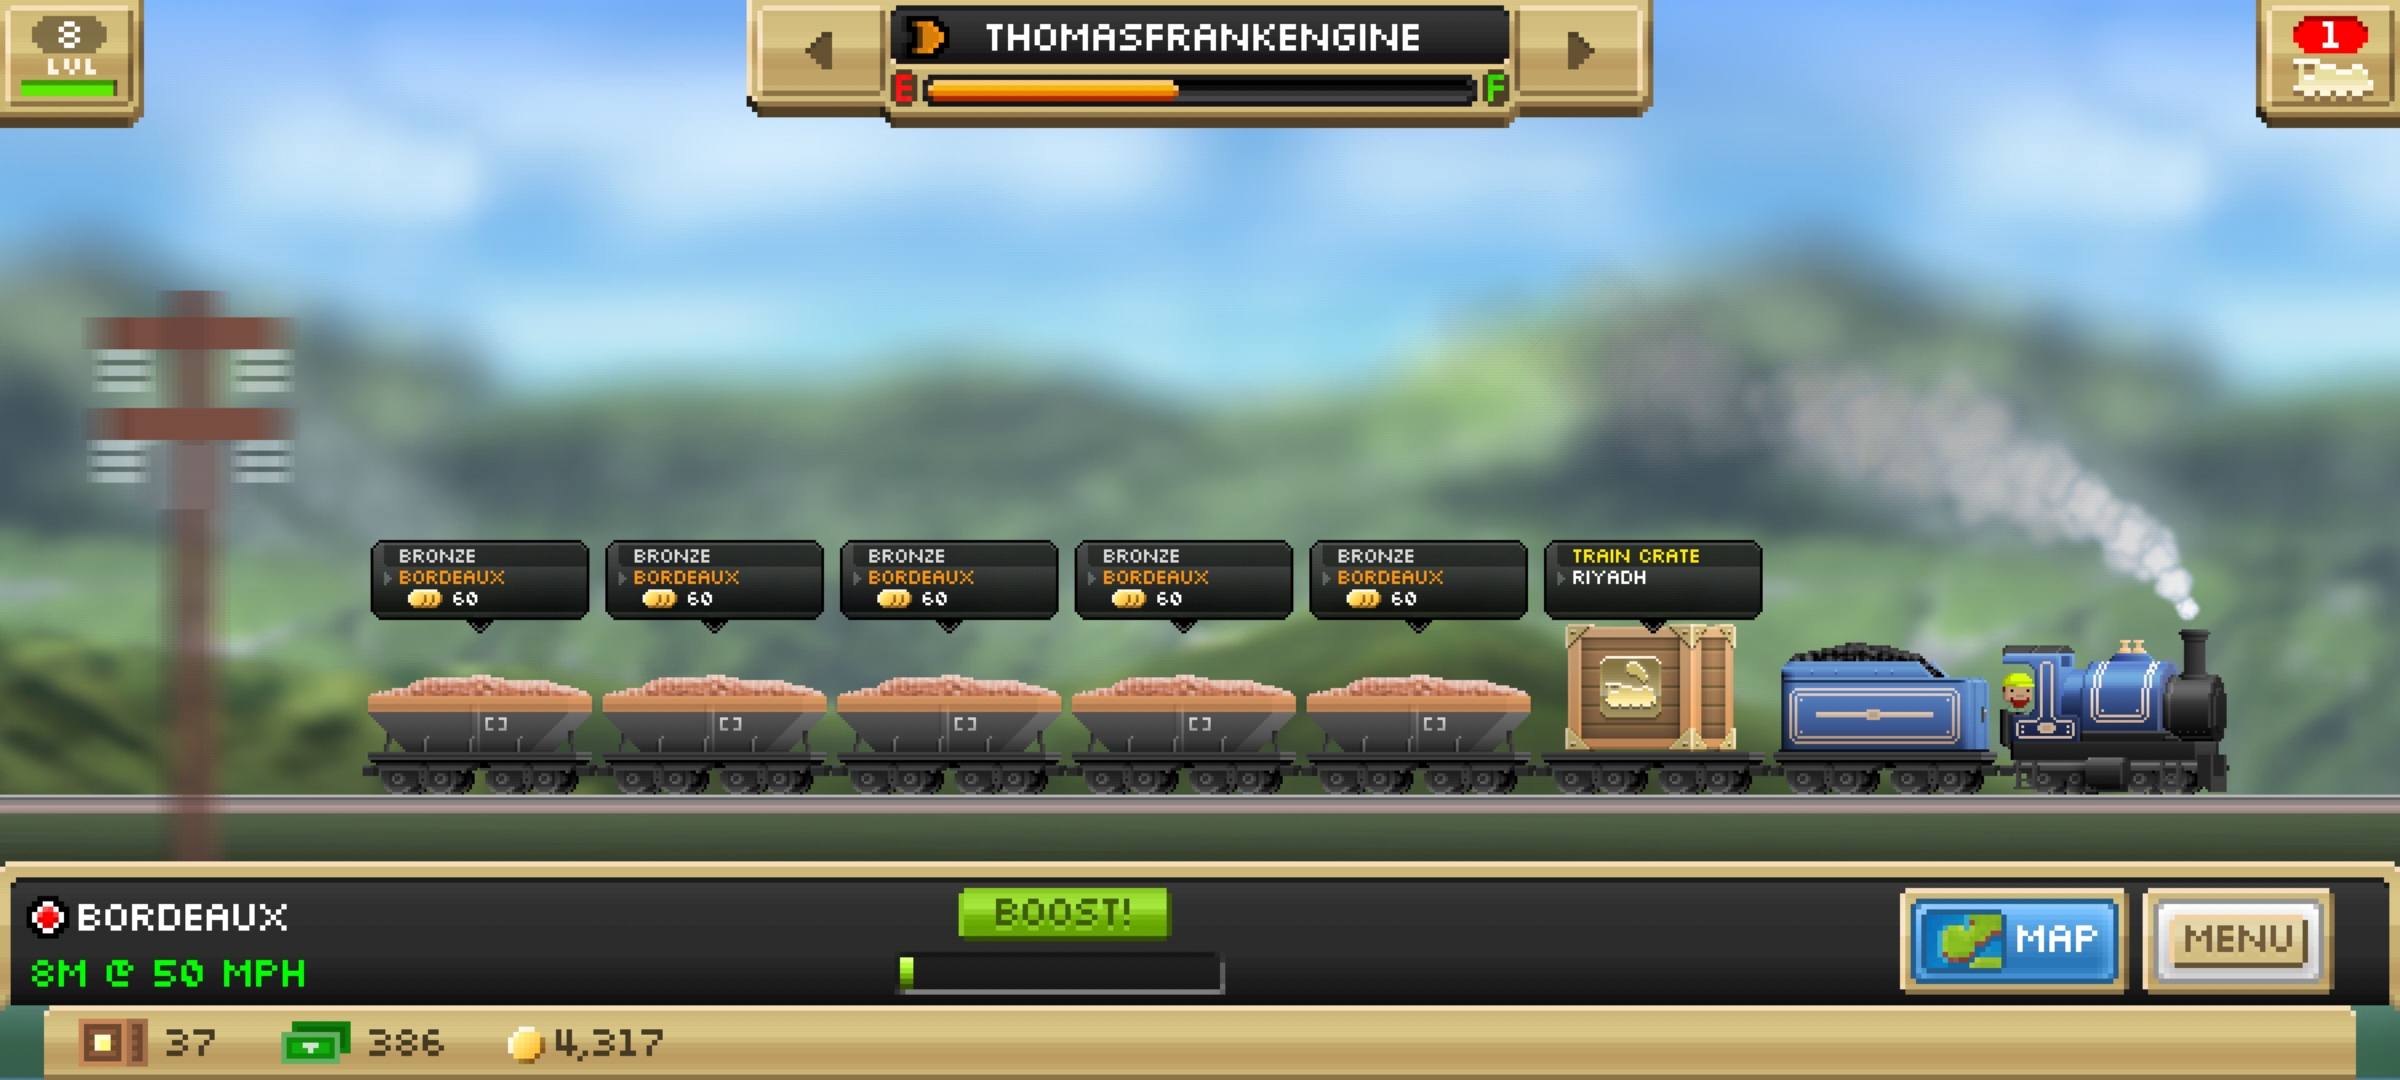 8
LVL
THOMASFRANKENGINE
E F
1
BRONZE
BORDEAUX
60
BRONZE
BORDEAUX
60
BRONZE
BORDEAUX
60
BRONZE
BORDEAUX
60
BRONZE
BORDEAUX
60
TRAIN CRATE
RIYADH
BORDEAUX
8M @ 50 MPH
BOOST!
MAP
MENU
37
386
4,317